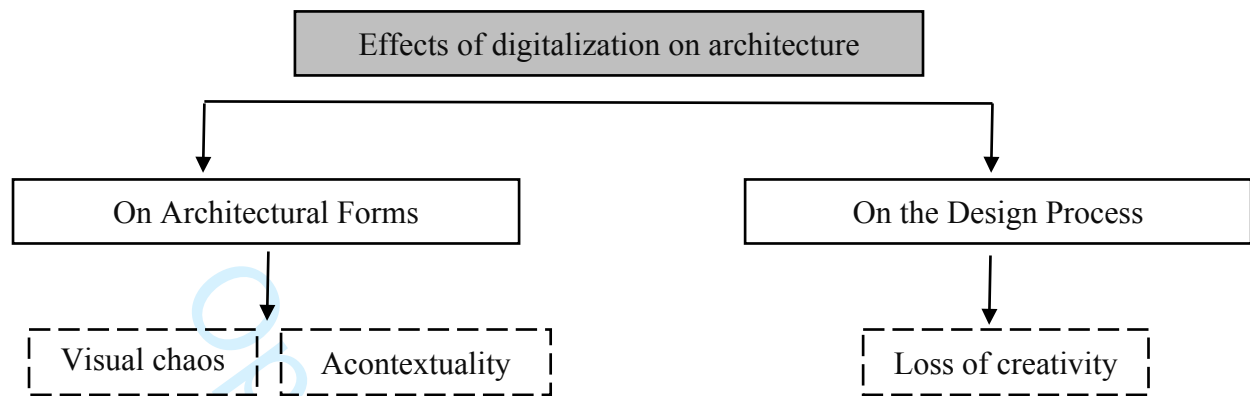 Effects of digitalization on architecture
On Architectural Forms
On the Design Process
Visual chaos
Acontextuality
Loss of creativity